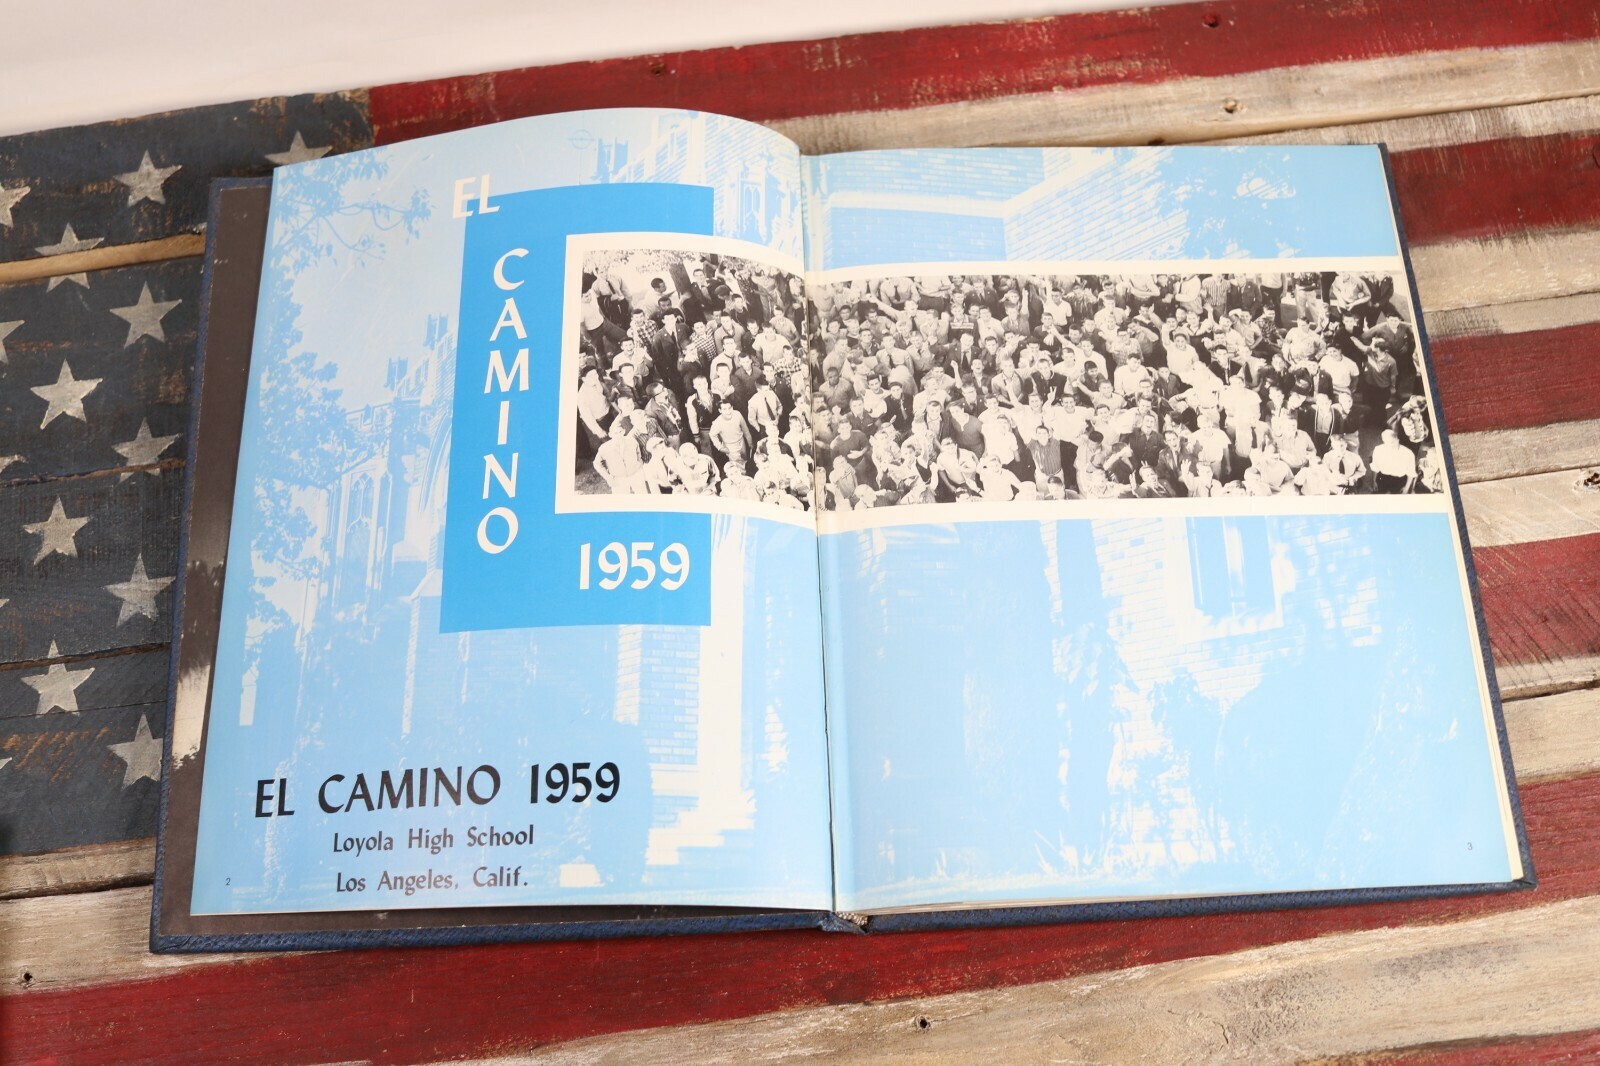 EL
CAMINO
1959
EL CAMINO 1959
Loyola High School
Los Angeles, Calif.
2
3